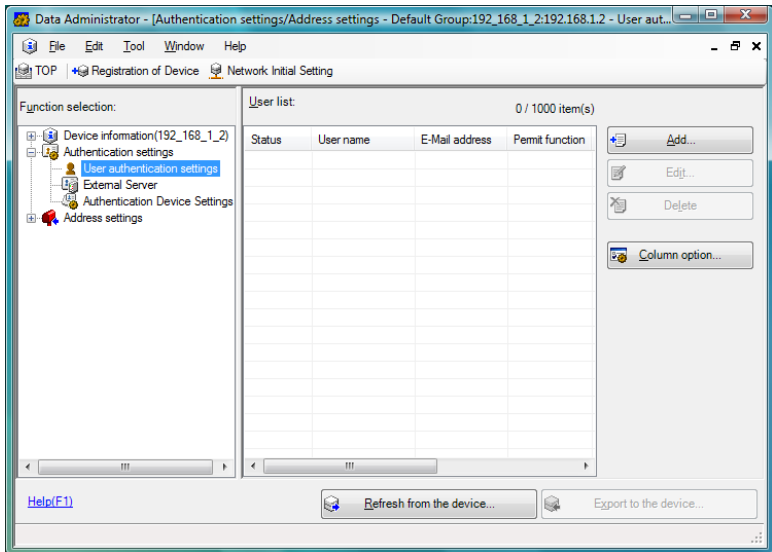 Data Administrator - [Authentication settings/Address settings - Default Group:192_168_1_2:192.168.1.2 - User aut...
File Edit Tool Window Help
TOP Registration of Device Network Initial Setting
Function selection:
Device information(192_168_1_2)
Authentication settings
User authentication settings
External Server
Authentication Device Settings
Address settings
User list:
0 / 1000 item(s)
Status User name E-Mail address Permit function
Add...
Edit...
Delete
Column option...
Help(F1)
Refresh from the device...
Export to the device...